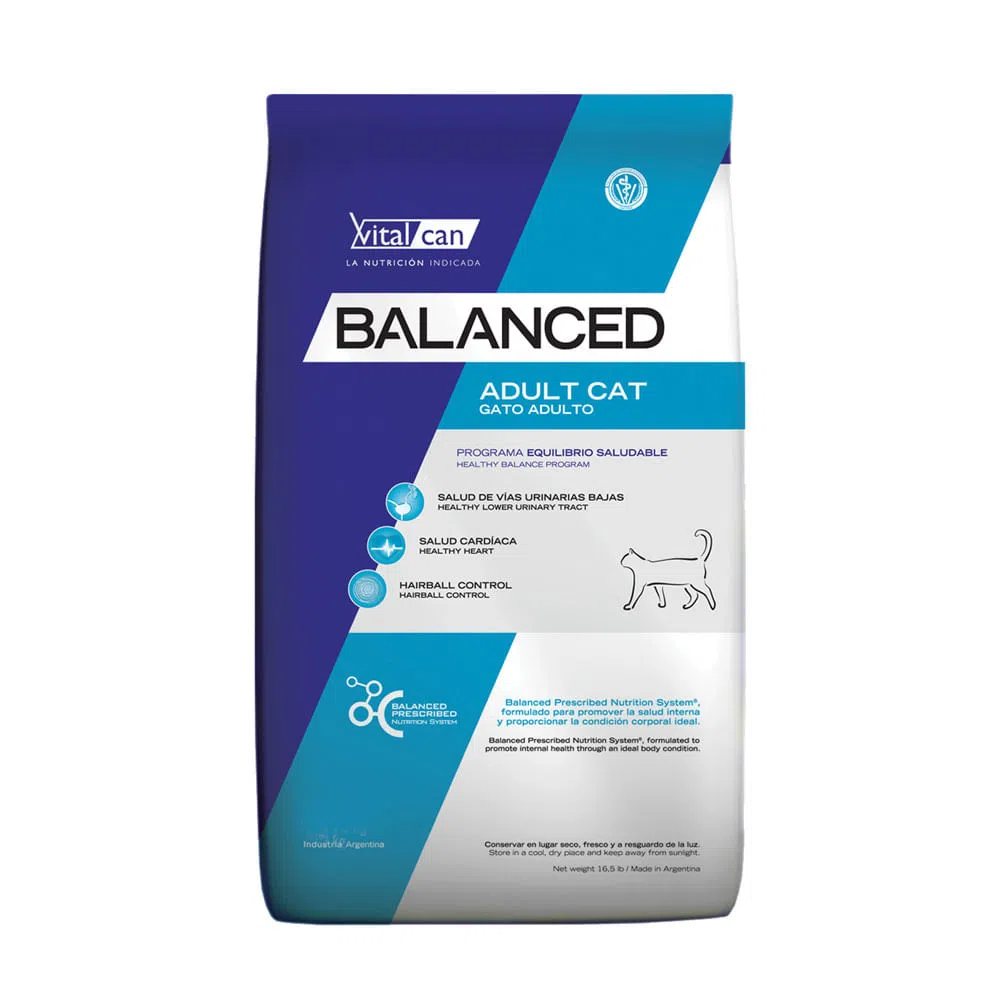 Vital can
LA NUTRICIÓN INDICADA
BALANCED
ADULT CAT
GATO ADULTO
PROGRAMA EQUILIBRIO SALUDABLE
HEALTHY BALANCE PROGRAM
SALUD DE VÍAS URINARIAS BAJAS
HEALTHY LOWER URINARY TRACT
SALUD CARDÍACA
HEALTHY HEART
HAIRBALL CONTROL
HAIRBALL CONTROL
BALANCED
PRESCRIBED
NUTRITION SYSTEM
Balanced Prescribed Nutrition System®,
formulado para promover la salud interna
y proporcionar la condición corporal ideal.
Balanced Prescribed Nutrition System®, formulated to
promote internal health through an ideal body condition.
Industria Argentina
Conservar en lugar seco, fresco y a resguardo de la luz.
Store in a cool, dry place and keep away from sunlight.
Net weight 16,5 lb / Made in Argentina